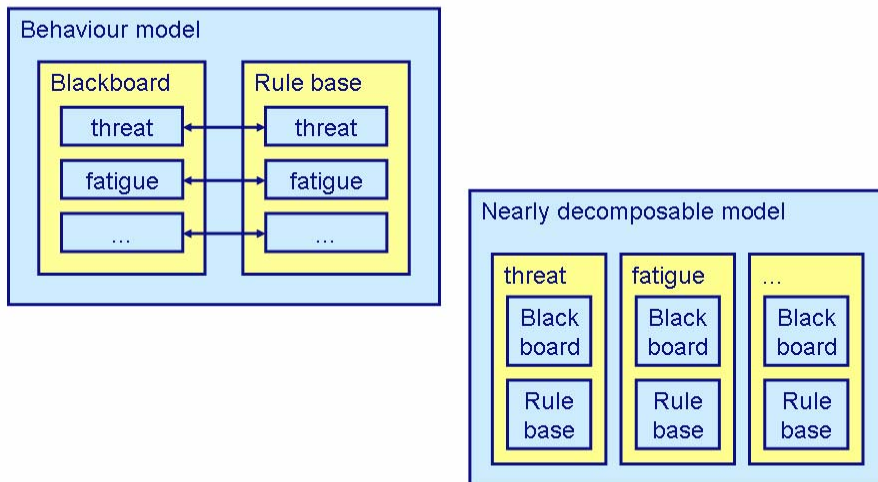 Behaviour model
Blackboard
threat
fatigue
...
Rule base
threat
fatigue
...
Nearly decomposable model
threat
Black
board
Rule
base
fatigue
Black
board
Rule
base
...
Black
board
Rule
base